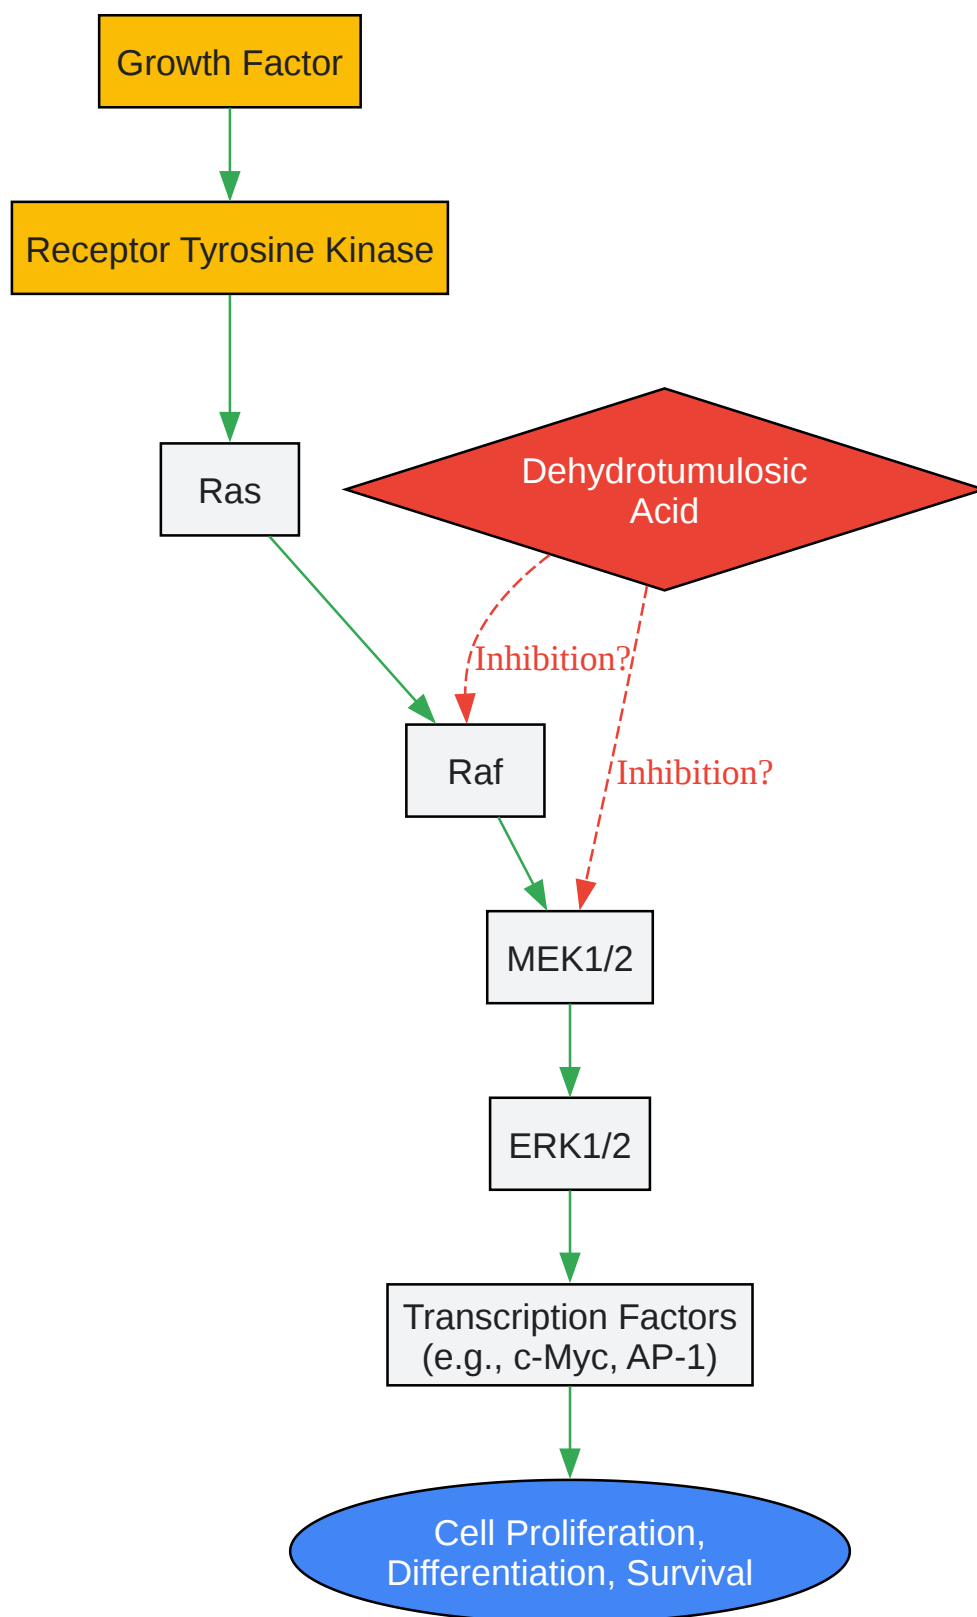 Growth Factor
Receptor Tyrosine Kinase
Ras
Dehydrotumulosic
Acid
Inhibition?
Raf
Inhibition?
MEK1/2
ERK1/2
Transcription Factors
(e.g., c-Myc, AP-1)
Cell Proliferation,
Differentiation, Survival